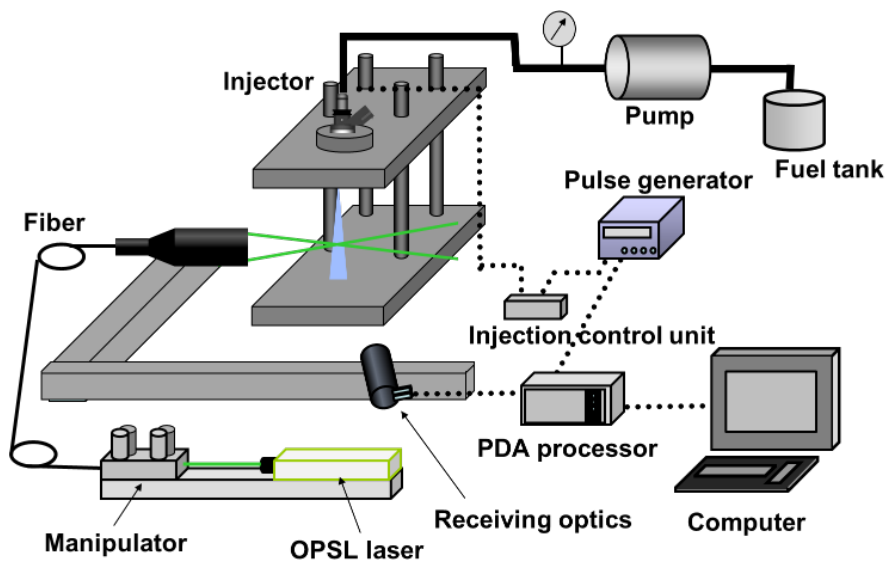 Injector
Pump
Fuel tank
Pulse generator
Fiber
Injection control unit
PDA processor
Receiving optics
Computer
Manipulator
OPSL laser